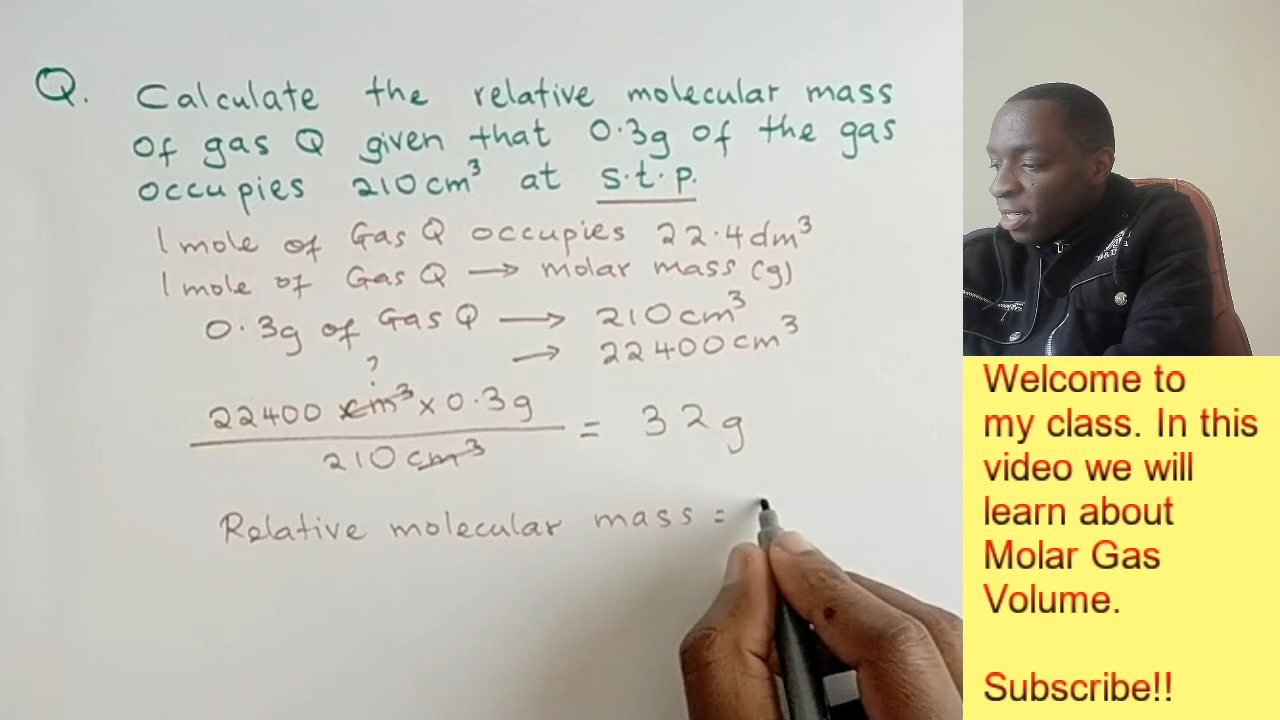 Q. Calculate the relative molecular mass
of gas Q given that 0.3g of the gas
occupies 210cm³ at s.t.p.
1 mole of Gas Q occupies 22.4dm³
1 mole of Gas Q → molar mass (g)
0.3g of Gas Q → 210cm³
? → 22400cm³
22400 cm³ x 0.3g
210 cm³
= 32g
Relative molecular mass =
Welcome to
my class. In this
video we will
learn about
Molar Gas
Volume.
Subscribe!!